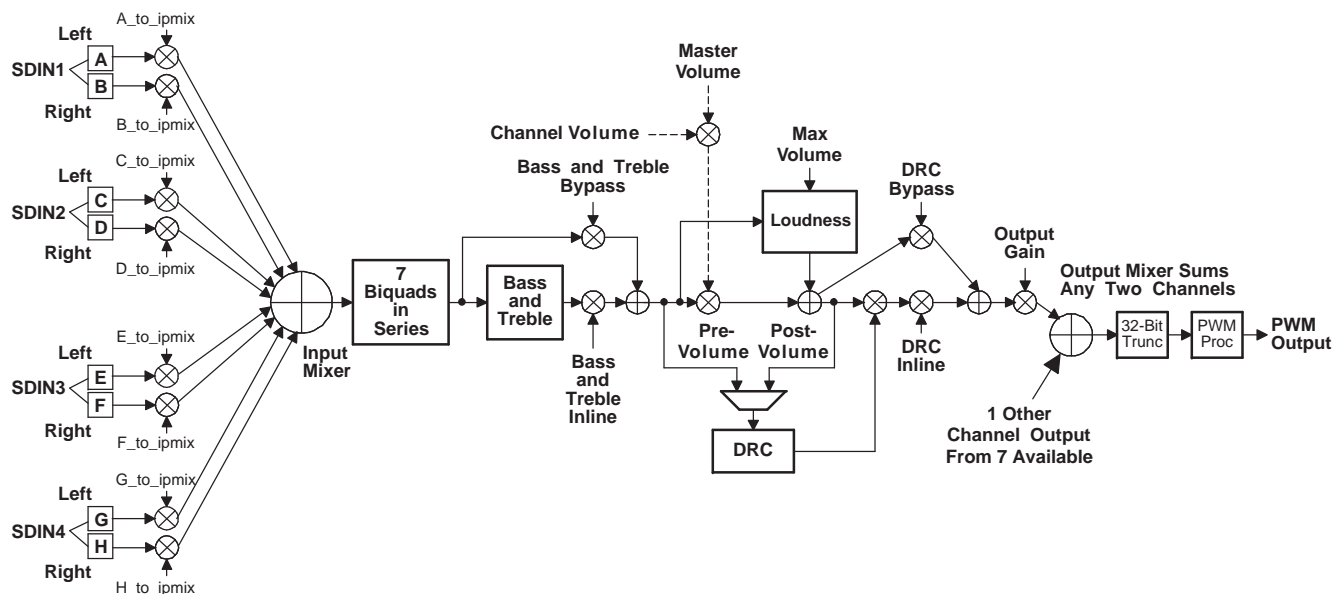 A_to_ipmix
Left
A
SDIN1
B
Right
B_to_ipmix
C_to_ipmix
Left
C
SDIN2
D
Right
D_to_ipmix
E_to_ipmix
Left
E
SDIN3
F
Right
F_to_ipmix
G_to_ipmix
Left
G
SDIN4
H
Right
H_to_ipmix
Input
Mixer
7
Biquads
in
Series
Bass and Treble
Bypass
Bass
and
Treble
Bass
and
Treble
Inline
Master
Volume
Channel Volume
Max
Volume
Loudness
Pre-
Volume
Post-
Volume
DRC
DRC
Bypass
DRC
Inline
Output
Gain
Output Mixer Sums
Any Two Channels
1 Other
Channel Output
From 7 Available
32-Bit
Trunc
PWM
Proc
PWM
Output